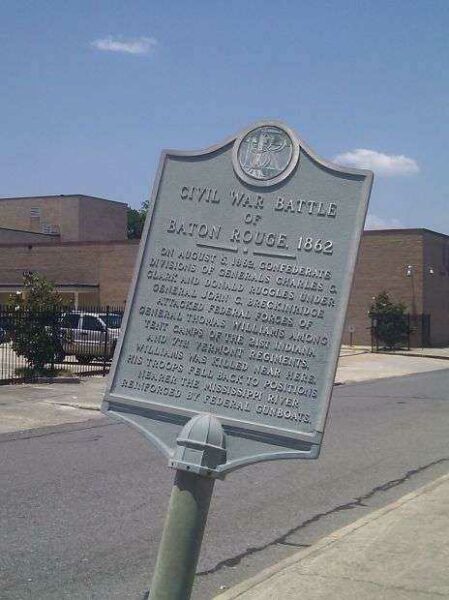 CIVIL WAR BATTLE
OF
BATON ROUGE, 1862
ON AUGUST 5, 1862, CONFEDERATE
DIVISIONS OF GENERALS CHARLES C.
CLARK AND DONALD RUGGLES UNDER
GENERAL JOHN C. BRECKINRIDGE
ATTACKED FEDERAL FORCES OF
GENERAL THOMAS WILLIAMS AMONG
TENT CAMPS OF THE 21ST INDIANA
AND 7TH VERMONT REGIMENTS.
WILLIAMS WAS KILLED NEAR HERE.
HIS TROOPS FELL BACK TO POSITIONS
NEARER THE MISSISSIPPI RIVER
REINFORCED BY FEDERAL GUNBOATS.